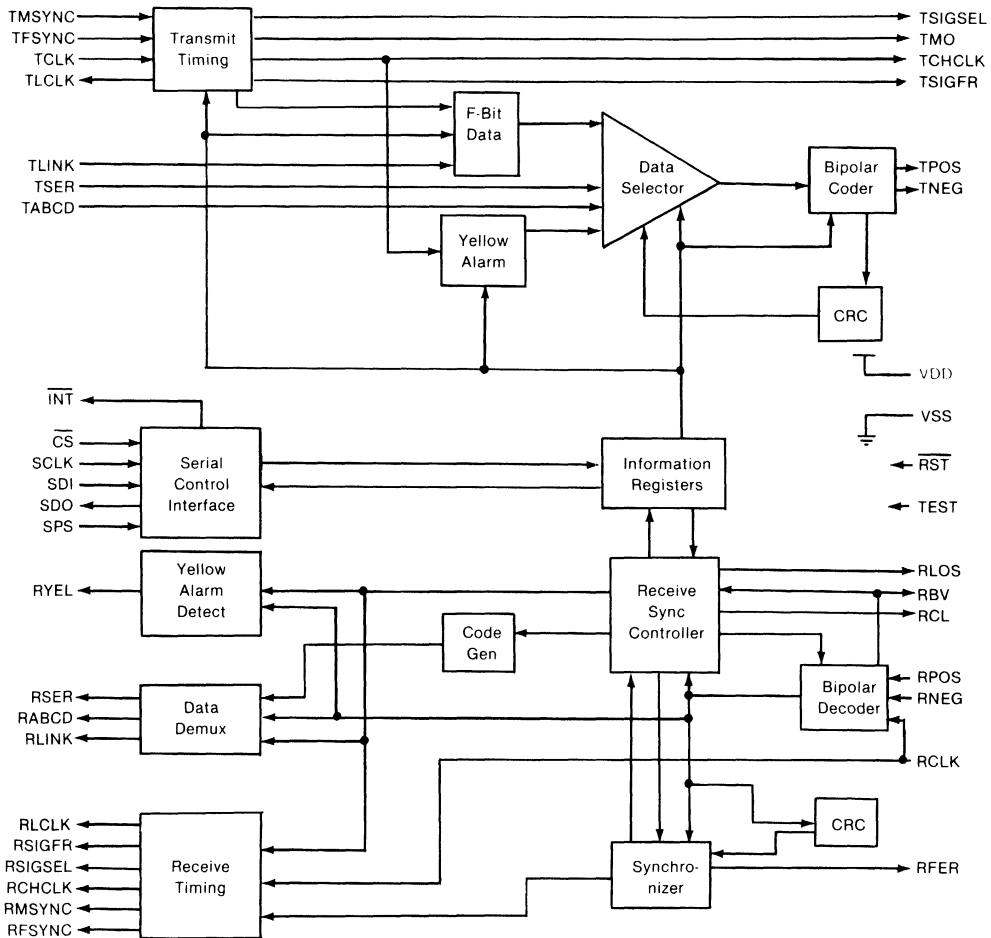 TMSYNC
TFSYNC
TCLK
TLCLK
Transmit
Timing
TSIGSEL
TMO
TCHCLK
TSIGFR
F-Bit
Data
TLINK
TSER
TABCD
Data
Selector
Bipolar
Coder
TPOS
TNEG
Yellow
Alarm
CRC
VDD
VSS
INT
CS
SCLK
SDI
SDO
SPS
Serial
Control
Interface
Information
Registers
RST
TEST
RYEL
Yellow
Alarm
Detect
Receive
Sync
Controller
RLOS
RBV
RCL
Code
Gen
RSER
RABCD
RLINK
Data
Demux
Bipolar
Decoder
RPOS
RNEG
RCLK
RLCLK
RSIGFR
RSIGSEL
RCHCLK
RMSYNC
RFSYNC
Receive
Timing
CRC
Synchro-
nizer
RFER